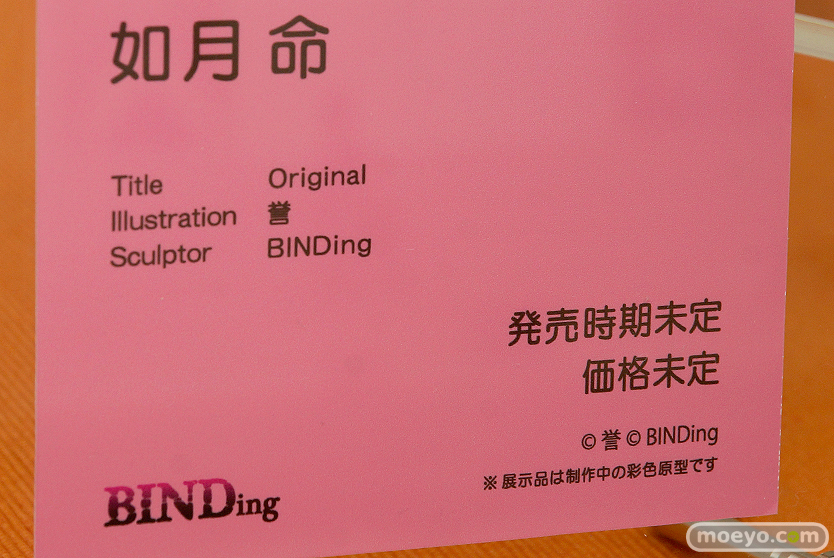 如月 命
Title Original
Illustration 誉
Sculptor BINDing
発売時期未定
価格未定
© 誉 © BINDing
※ 展示品は制作中の彩色原型です
BINDing
moeyo.com